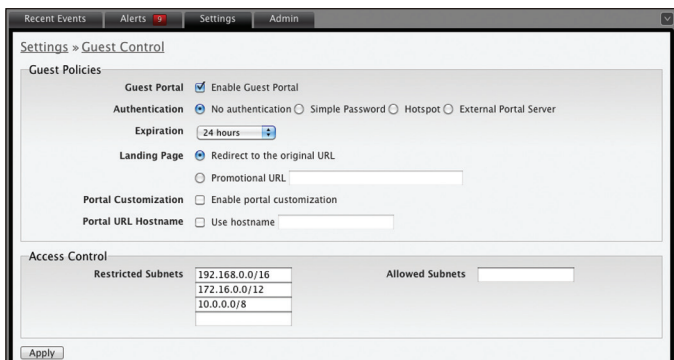 Recent Events Alerts 9 Settings Admin
Settings » Guest Control
Guest Policies
Guest Portal Enable Guest Portal
Authentication No authentication Simple Password Hotspot External Portal Server
Expiration 24 hours
Landing Page Redirect to the original URL
Promotional URL
Portal Customization Enable portal customization
Portal URL Hostname Use hostname
Access Control
Restricted Subnets 192.168.0.0/16 Allowed Subnets
172.16.0.0/12
10.0.0.0/8
Apply